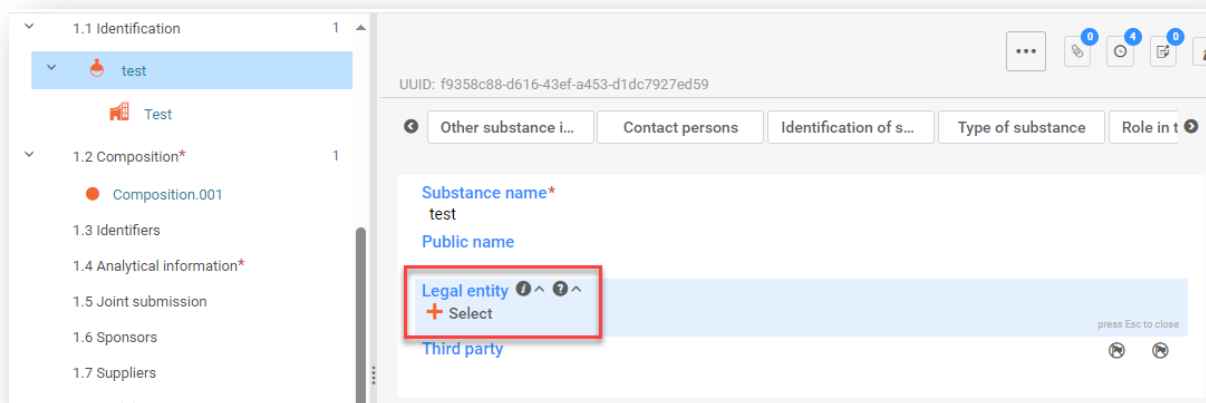 1.1 Identification 1
test
Test
1.2 Composition* 1
Composition.001
1.3 Identifiers
1.4 Analytical information*
1.5 Joint submission
1.6 Sponsors
1.7 Suppliers
0 4 0
UUID: f9358c88-d616-43ef-a453-d1dc7927ed59
Other substance i... Contact persons Identification of s... Type of substance Role in t
Substance name*
test
Public name
Legal entity
Select
press Esc to close
Third party